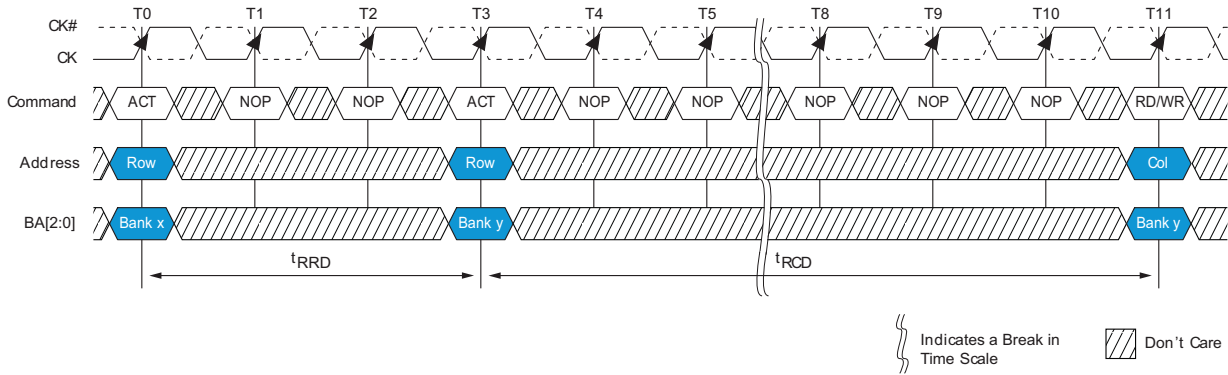 T0 T1 T2 T3 T4 T5 T8 T9 T10 T11
CK#
CK
Command ACT NOP NOP ACT NOP NOP NOP NOP NOP RD/WR
Address Row Row Col
BA[2:0] Bank x Bank y Bank y
tRRD tRCD
Indicates a Break in
Time Scale
Don't Care